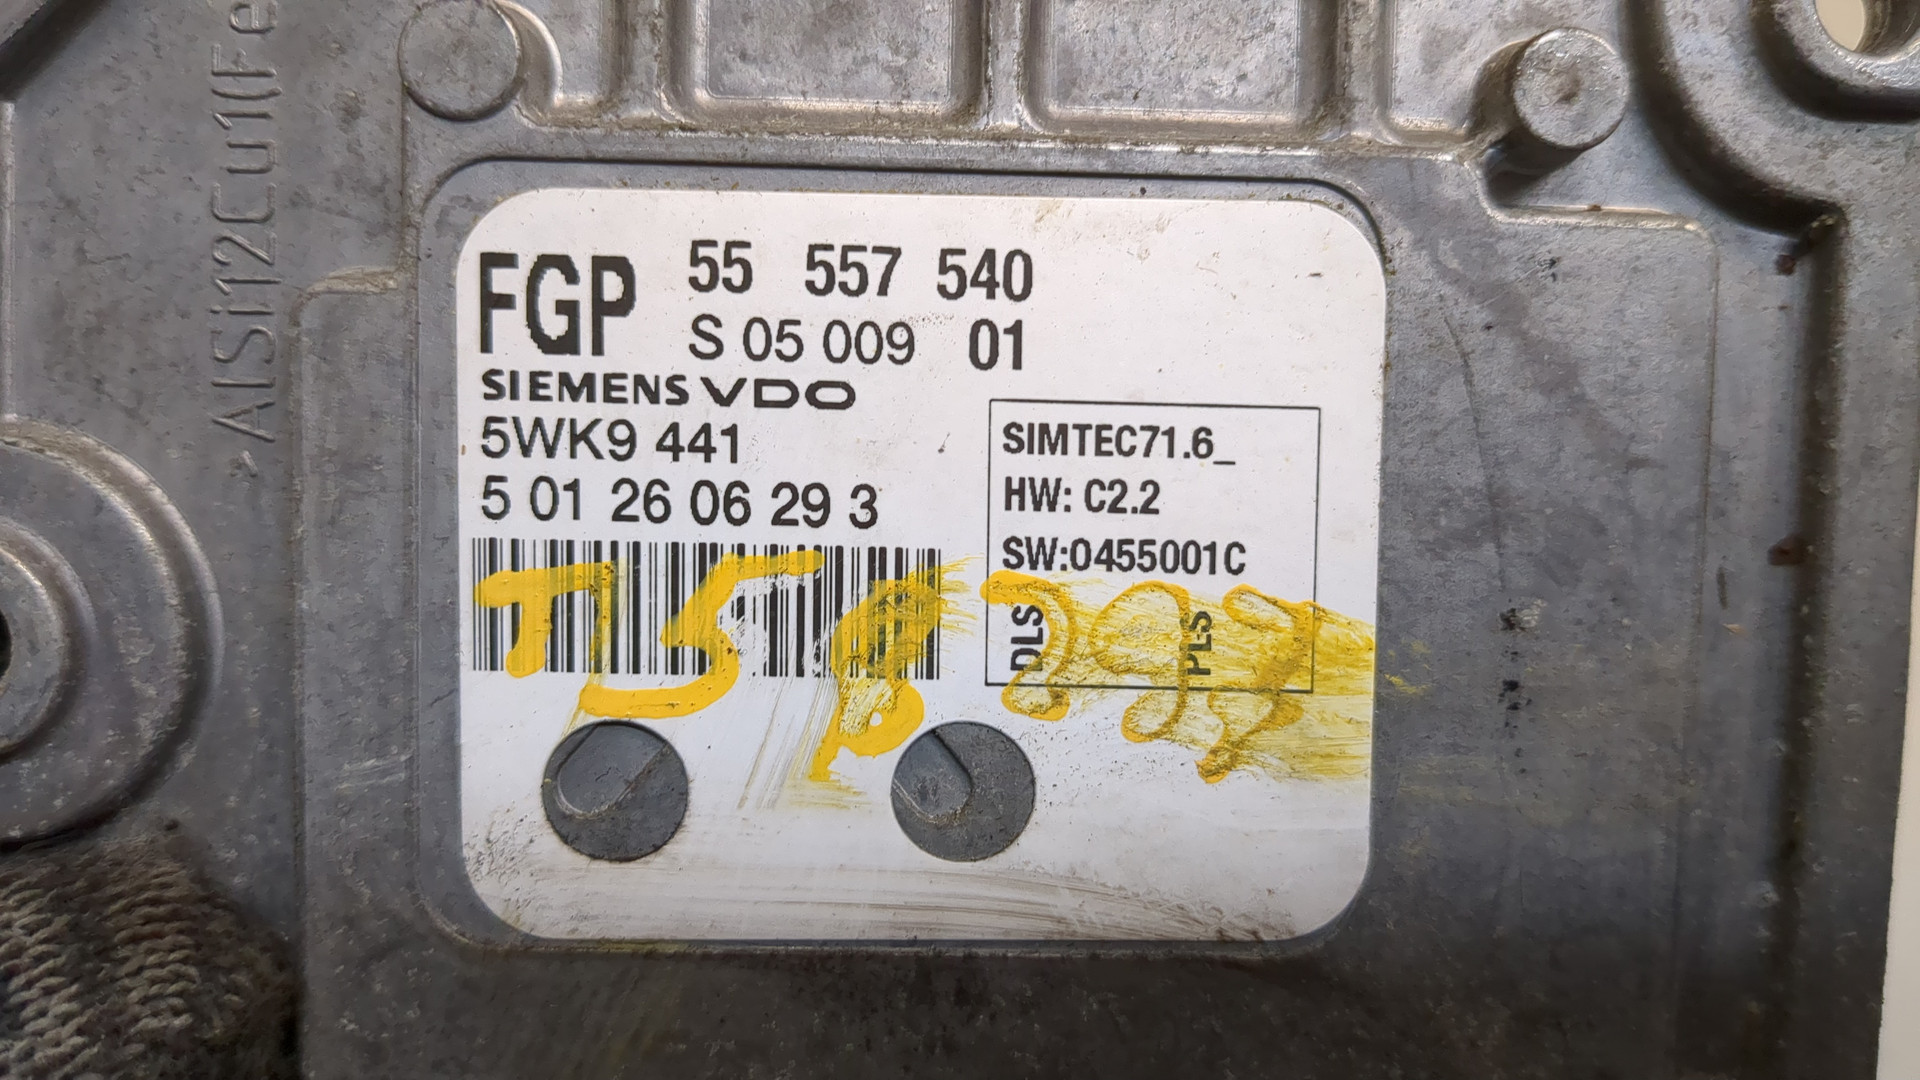 AlSi12Cu1(Fe
FGP
55 557 540
S 05 009 01
SIEMENS VDO
5WK9 441
5 01 26 06 29 3
SIMTEC71.6_
HW: C2.2
SW:0455001C
DLS PLS